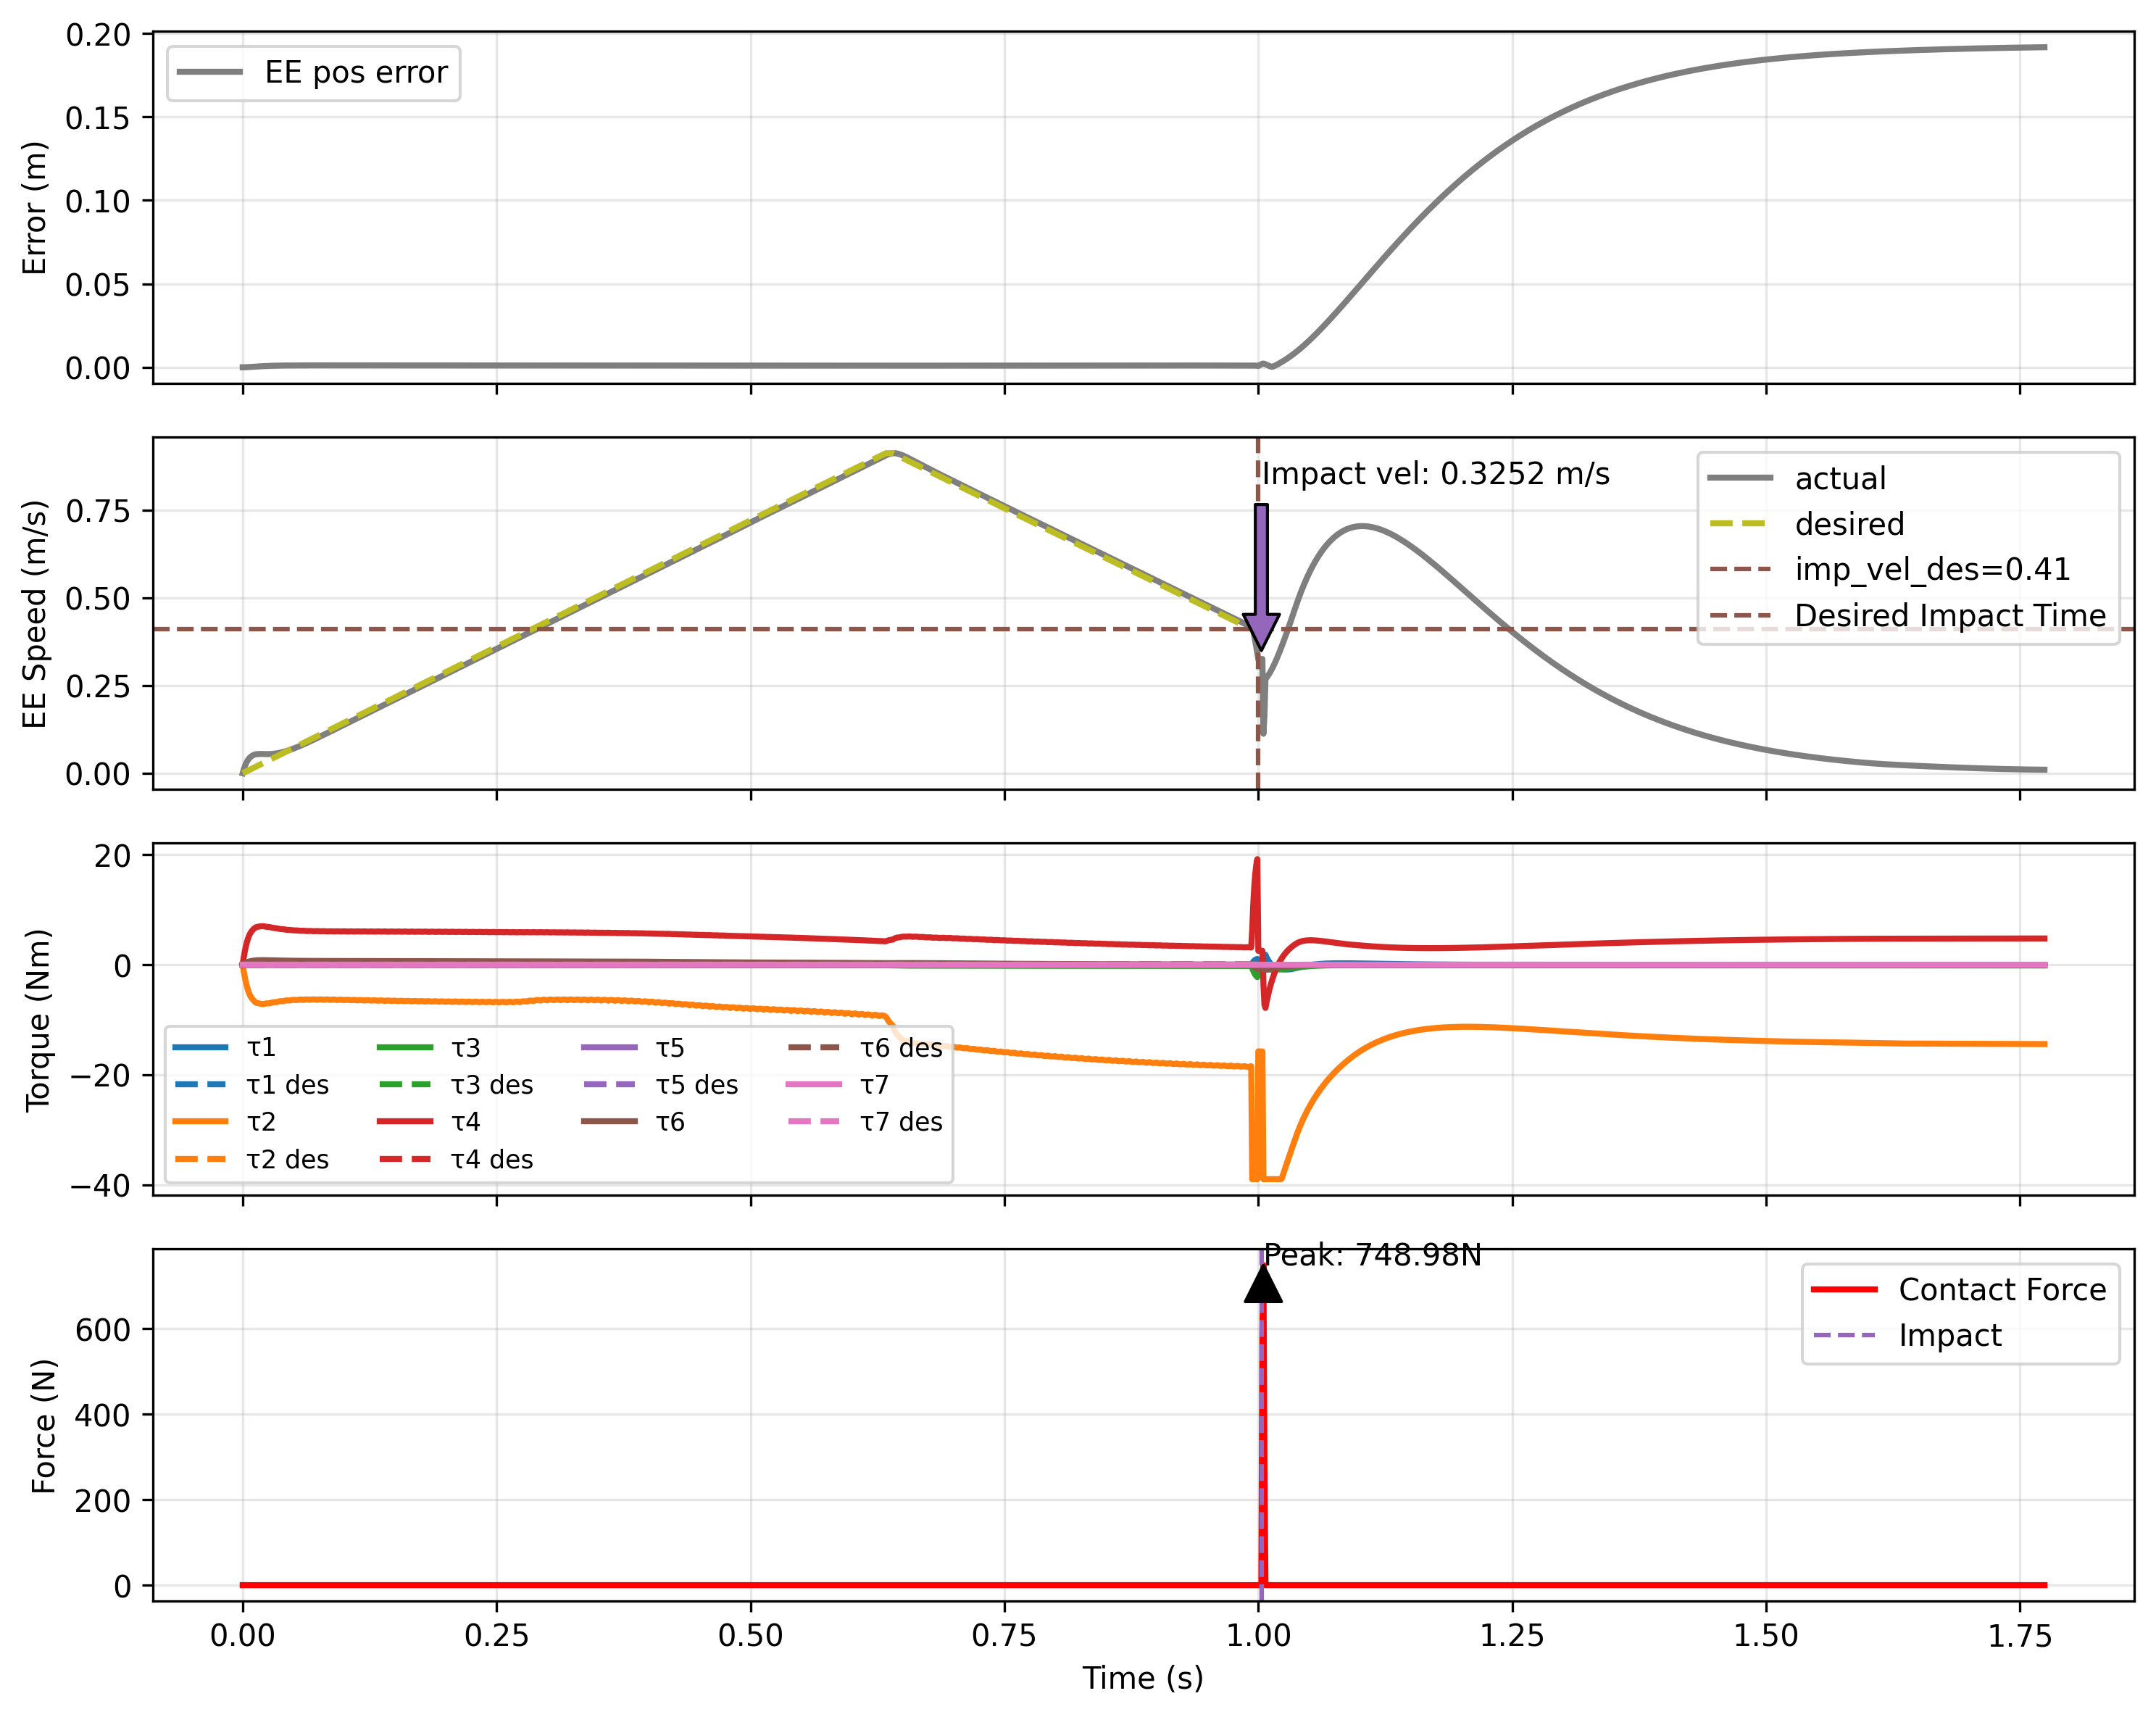 0.20
0.15
0.10
0.05
0.00
Error (m)
EE pos error
0.75
0.50
0.25
0.00
EE Speed (m/s)
Impact vel: 0.3252 m/s
actual
desired
imp_vel_des=0.41
Desired Impact Time
20
0
−20
−40
Torque (Nm)
τ1 τ3 τ5 τ6 des
τ1 des τ3 des τ5 des τ7
τ2 τ4 τ6 τ7 des
τ2 des τ4 des
Peak: 748.98N
600
400
200
0
Force (N)
Contact Force
Impact
0.00 0.25 0.50 0.75 1.00 1.25 1.50 1.75
Time (s)